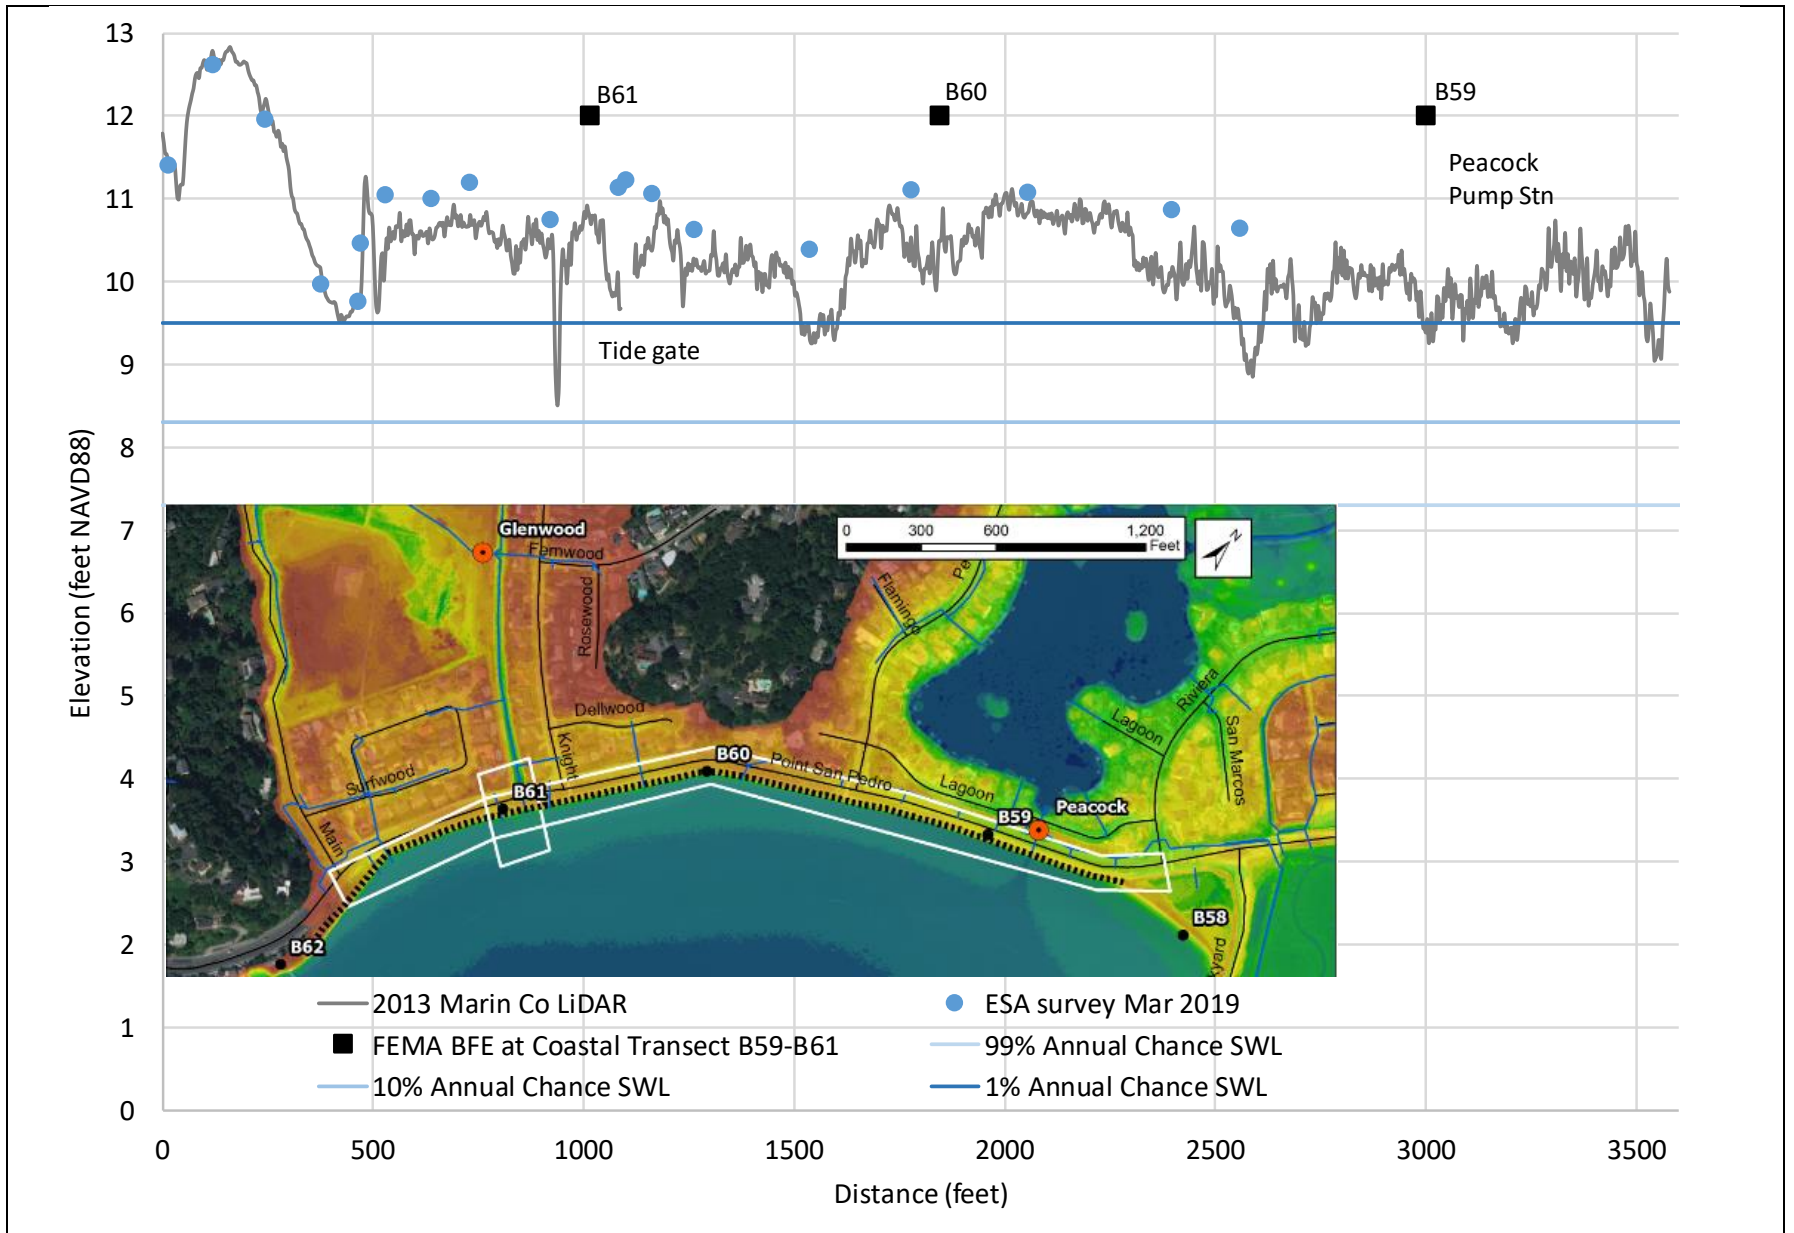 13
12
11
10
9
8
7
6
5
4
3
2
1
0
Elevation (feet NAVD88)
B61
B60
B59
Peacock
Pump Stn
Tide gate
Glenwood
Fernwood
Rosewood
Dellwood
Knight
Sunwood
Main
B61
B60
Point San Pedro
Flamingo
Pe
0 300 600 1,200
Feet
N
Lagoon
Riviera
San Marcos
Lagoon
Peacock
B59
B58
kyard
B62
2013 Marin Co LiDAR
ESA survey Mar 2019
FEMA BFE at Coastal Transect B59-B61
99% Annual Chance SWL
10% Annual Chance SWL
1% Annual Chance SWL
0 500 1000 1500 2000 2500 3000 3500
Distance (feet)